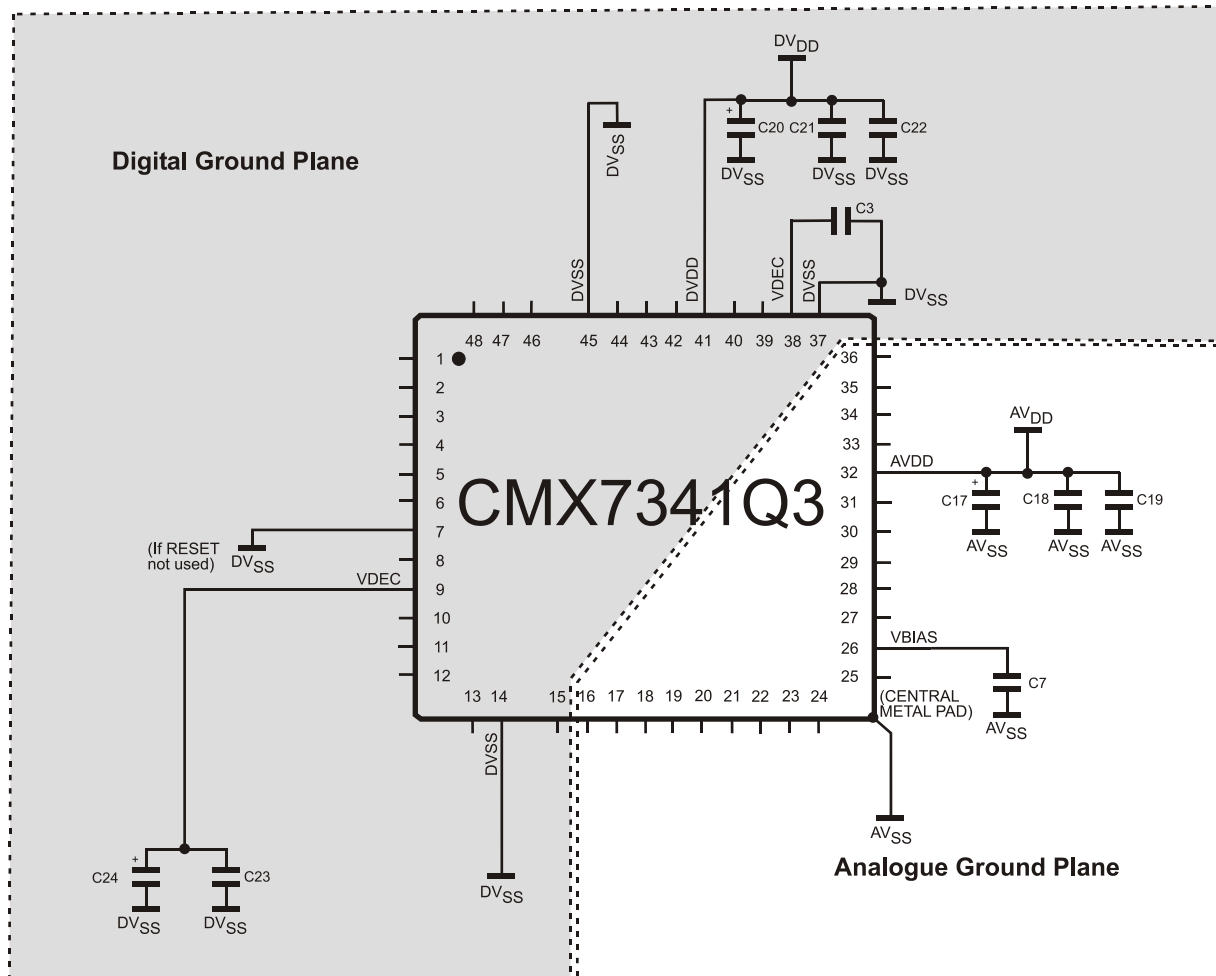 DVDD
+
C20
C21
C22
DVSS
DVSS
DVSS
DVSS
Digital Ground Plane
C3
DVSS
DVDD
VDEC
DVSS
DVSS
48 47 46 45 44 43 42 41 40 39 38 37
1
2
3
4
5
6
7
8
9
10
11
12
36
35
34
33
32
31
30
29
28
27
26
25
13 14 15 16 17 18 19 20 21 22 23 24
CMX7341Q3
AVDD
AVDD
+
C17
C18
C19
AVSS
AVSS
AVSS
(If RESET
not used)
DVSS
VDEC
VBIAS
C7
AVSS
(CENTRAL
METAL PAD)
DVSS
AVSS
Analogue Ground Plane
+
C24
C23
DVSS
DVSS
DVSS